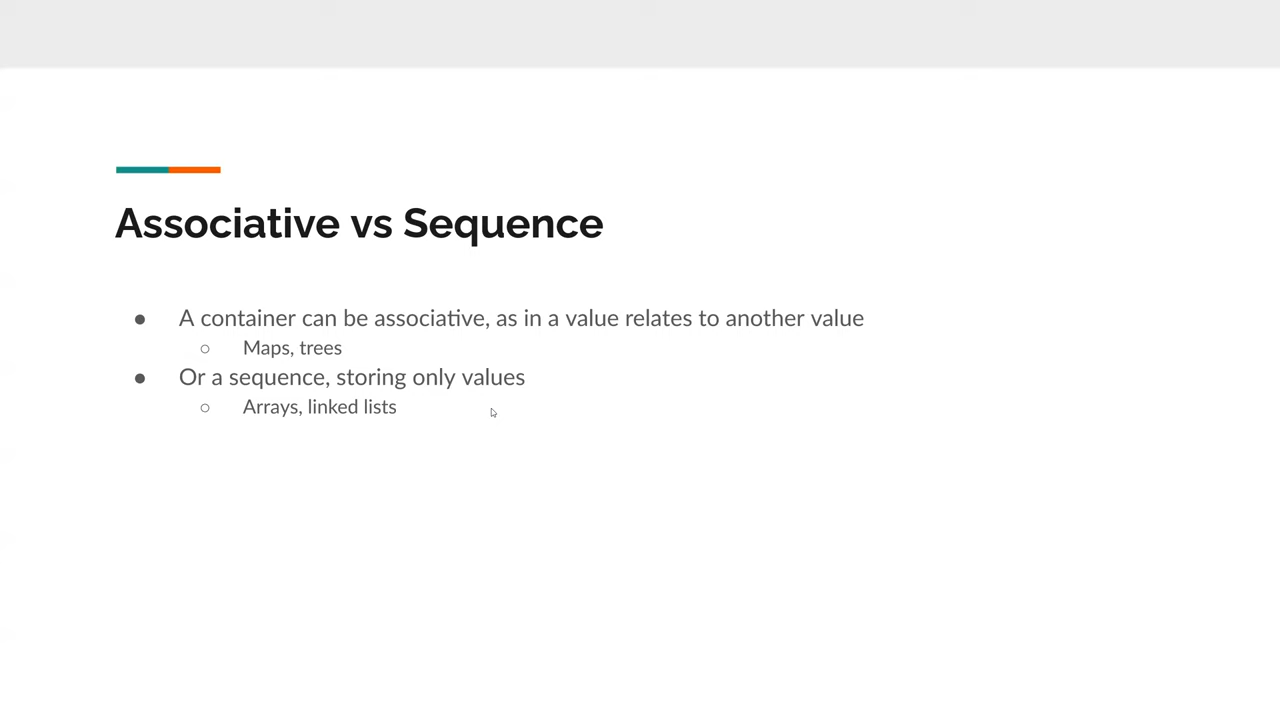 Associative vs Sequence
● A container can be associative, as in a value relates to another value
○ Maps, trees
● Or a sequence, storing only values
○ Arrays, linked lists